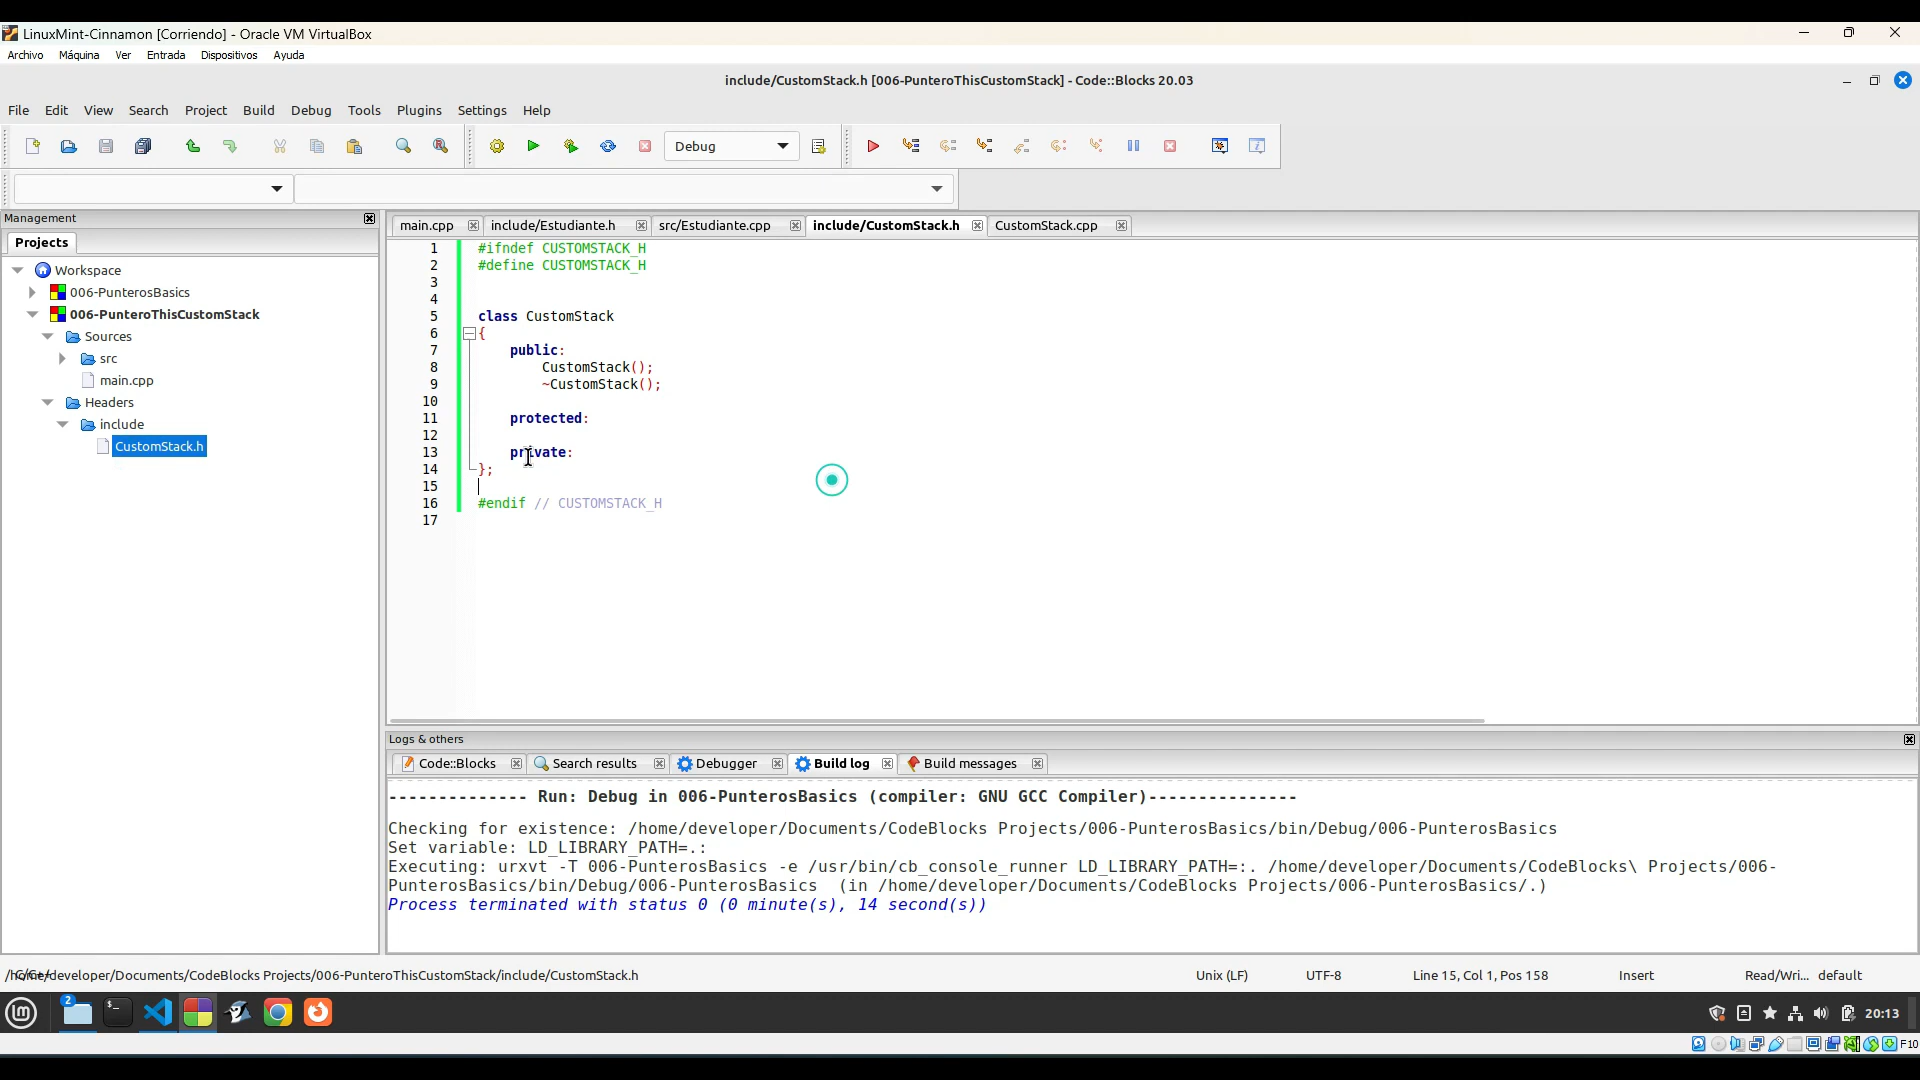 LinuxMint-Cinnamon [Corriendo] - Oracle VM VirtualBox
Archivo Máquina Ver Entrada Dispositivos Ayuda
include/CustomStack.h [006-PunteroThisCustomStack] - Code::Blocks 20.03
File Edit View Search Project Build Debug Tools Plugins Settings Help
Debug
Management
Projects
Workspace
006-PunterosBasics
006-PunteroThisCustomStack
Sources
src
main.cpp
Headers
include
CustomStack.h
main.cpp include/Estudiante.h src/Estudiante.cpp include/CustomStack.h CustomStack.cpp
1 #ifndef CUSTOMSTACK_H
2 #define CUSTOMSTACK_H
3
4
5 class CustomStack
6 {
7 public:
8 CustomStack();
9 ~CustomStack();
10
11 protected:
12
13 private:
14 };
15
16 #endif // CUSTOMSTACK_H
17
Logs & others
Code::Blocks Search results Debugger Build log Build messages
-------------- Run: Debug in 006-PunterosBasics (compiler: GNU GCC Compiler)---------------
Checking for existence: /home/developer/Documents/CodeBlocks Projects/006-PunterosBasics/bin/Debug/006-PunterosBasics
Set variable: LD_LIBRARY_PATH=.:
Executing: urxvt -T 006-PunterosBasics -e /usr/bin/cb_console_runner LD_LIBRARY_PATH=:. /home/developer/Documents/CodeBlocks\ Projects/006-
PunterosBasics/bin/Debug/006-PunterosBasics (in /home/developer/Documents/CodeBlocks Projects/006-PunterosBasics/.)
Process terminated with status 0 (0 minute(s), 14 second(s))
/home/developer/Documents/CodeBlocks Projects/006-PunteroThisCustomStack/include/CustomStack.h C/C++ Unix (LF) UTF-8 Line 15, Col 1, Pos 158 Insert Read/Wri... default
2
20:13
F10